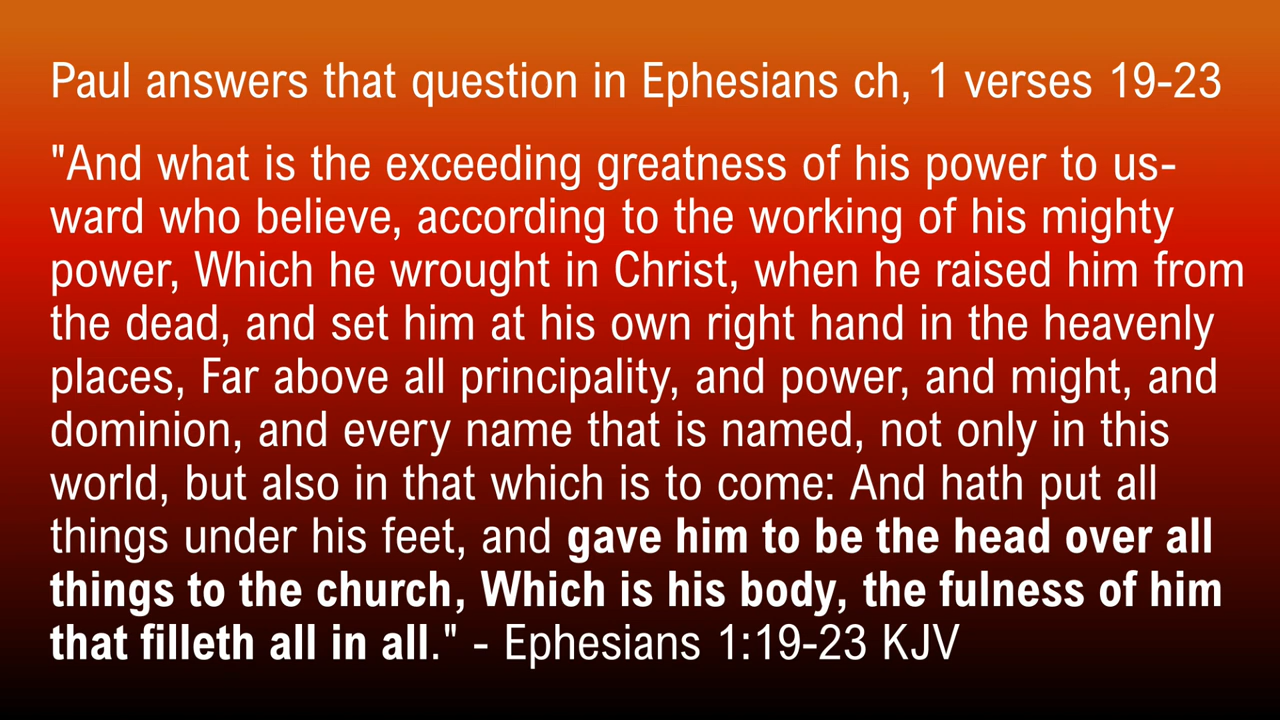 Paul answers that question in Ephesians ch, 1 verses 19-23
"And what is the exceeding greatness of his power to us-
ward who believe, according to the working of his mighty
power, Which he wrought in Christ, when he raised him from
the dead, and set him at his own right hand in the heavenly
places, Far above all principality, and power, and might, and
dominion, and every name that is named, not only in this
world, but also in that which is to come: And hath put all
things under his feet, and gave him to be the head over all
things to the church, Which is his body, the fulness of him
that filleth all in all." - Ephesians 1:19-23 KJV